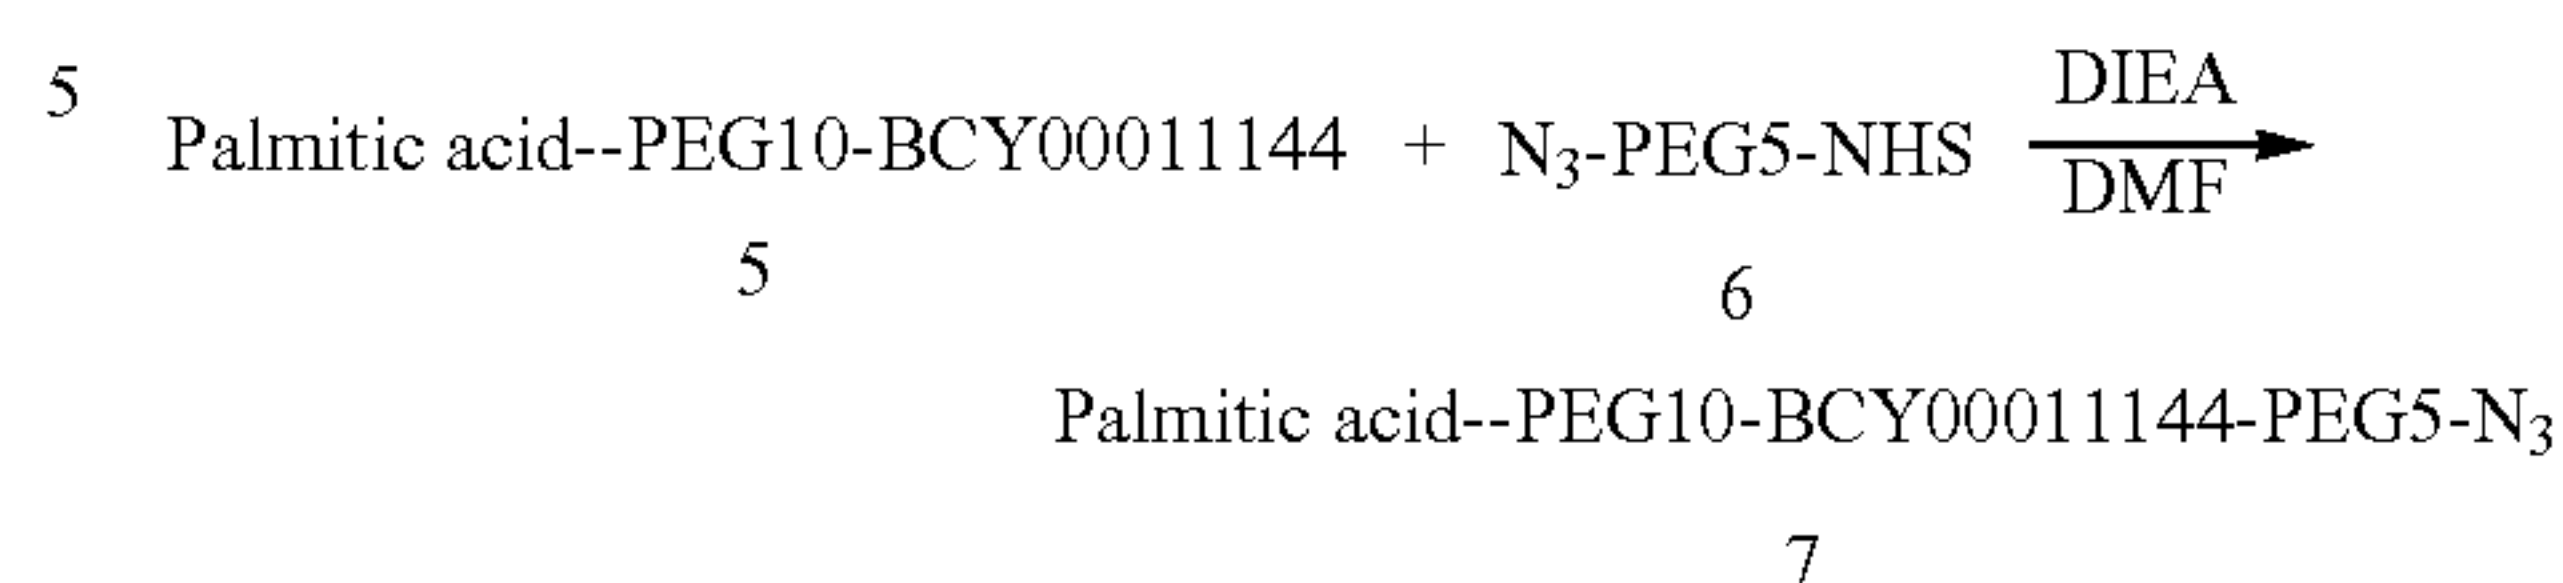 5
DIEA
Palmitic acid--PEG10-BCY00011144 + N3-PEG5-NHS
DMF
5
6
Palmitic acid--PEG10-BCY00011144-PEG5-N3
7